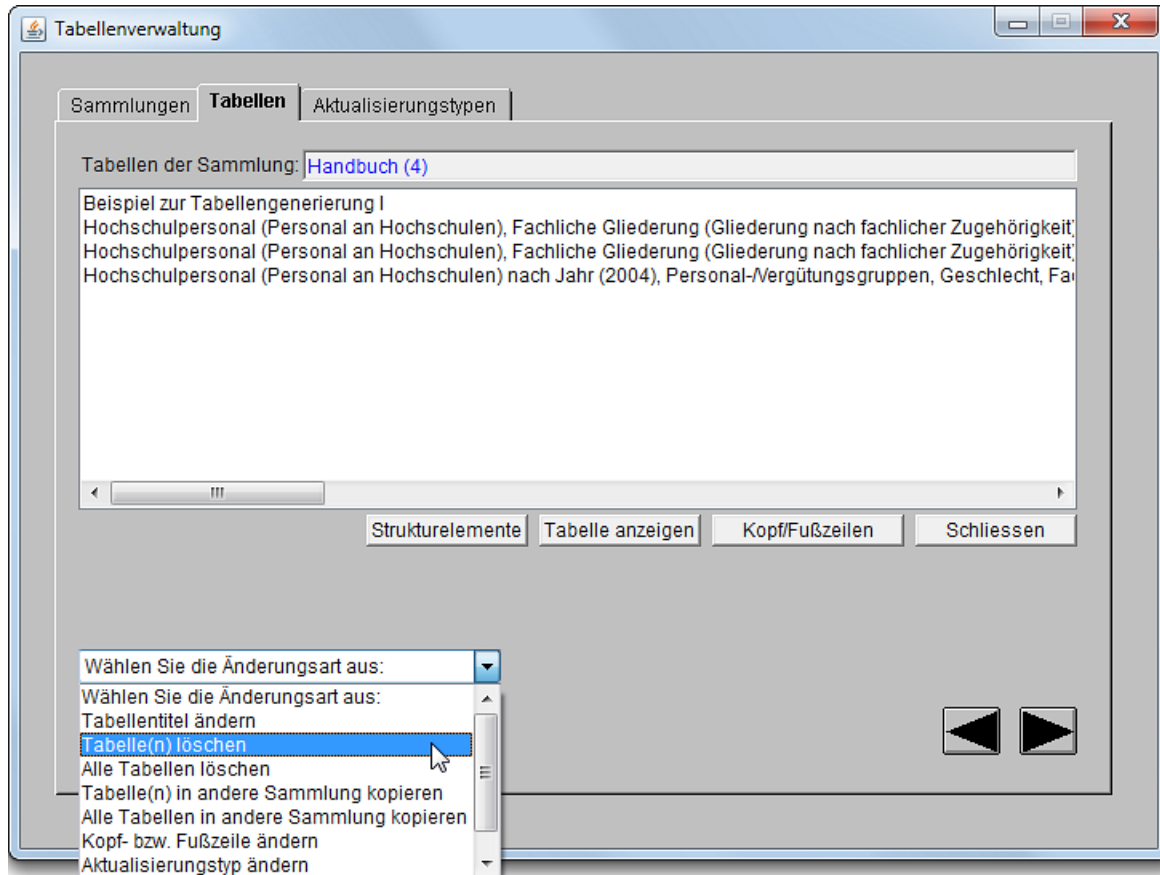 Tabellenverwaltung
Sammlungen Tabellen Aktualisierungstypen
Tabellen der Sammlung: Handbuch (4)
Beispiel zur Tabellengenerierung I
Hochschulpersonal (Personal an Hochschulen), Fachliche Gliederung (Gliederung nach fachlicher Zugehörigkeit)
Hochschulpersonal (Personal an Hochschulen), Fachliche Gliederung (Gliederung nach fachlicher Zugehörigkeit)
Hochschulpersonal (Personal an Hochschulen) nach Jahr (2004), Personal-/Vergütungsgruppen, Geschlecht, Fa
Strukturelemente Tabelle anzeigen Kopf/Fußzeilen Schliessen
Wählen Sie die Änderungsart aus:
Wählen Sie die Änderungsart aus:
Tabellentitel ändern
Tabelle(n) löschen
Alle Tabellen löschen
Tabelle(n) in andere Sammlung kopieren
Alle Tabellen in andere Sammlung kopieren
Kopf- bzw. Fußzeile ändern
Aktualisierungstyp ändern